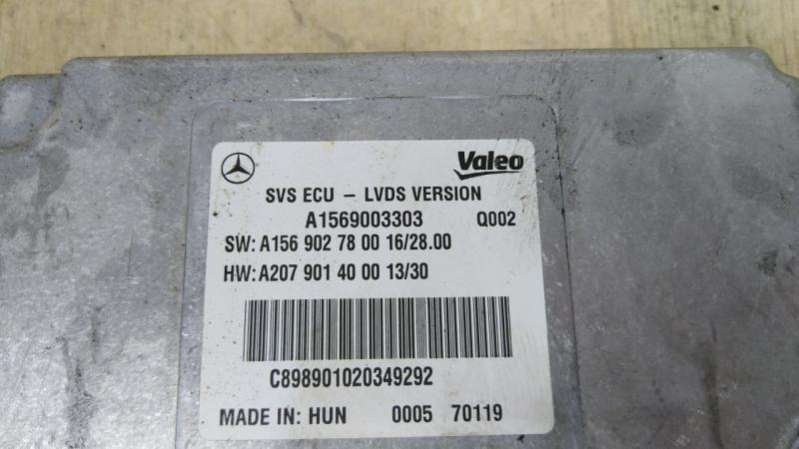 Valeo
SVS ECU – LVDS VERSION
A1569003303 Q002
SW: A156 902 78 00 16/28.00
HW: A207 901 40 00 13/30
C898901020349292
MADE IN: HUN 0005 70119